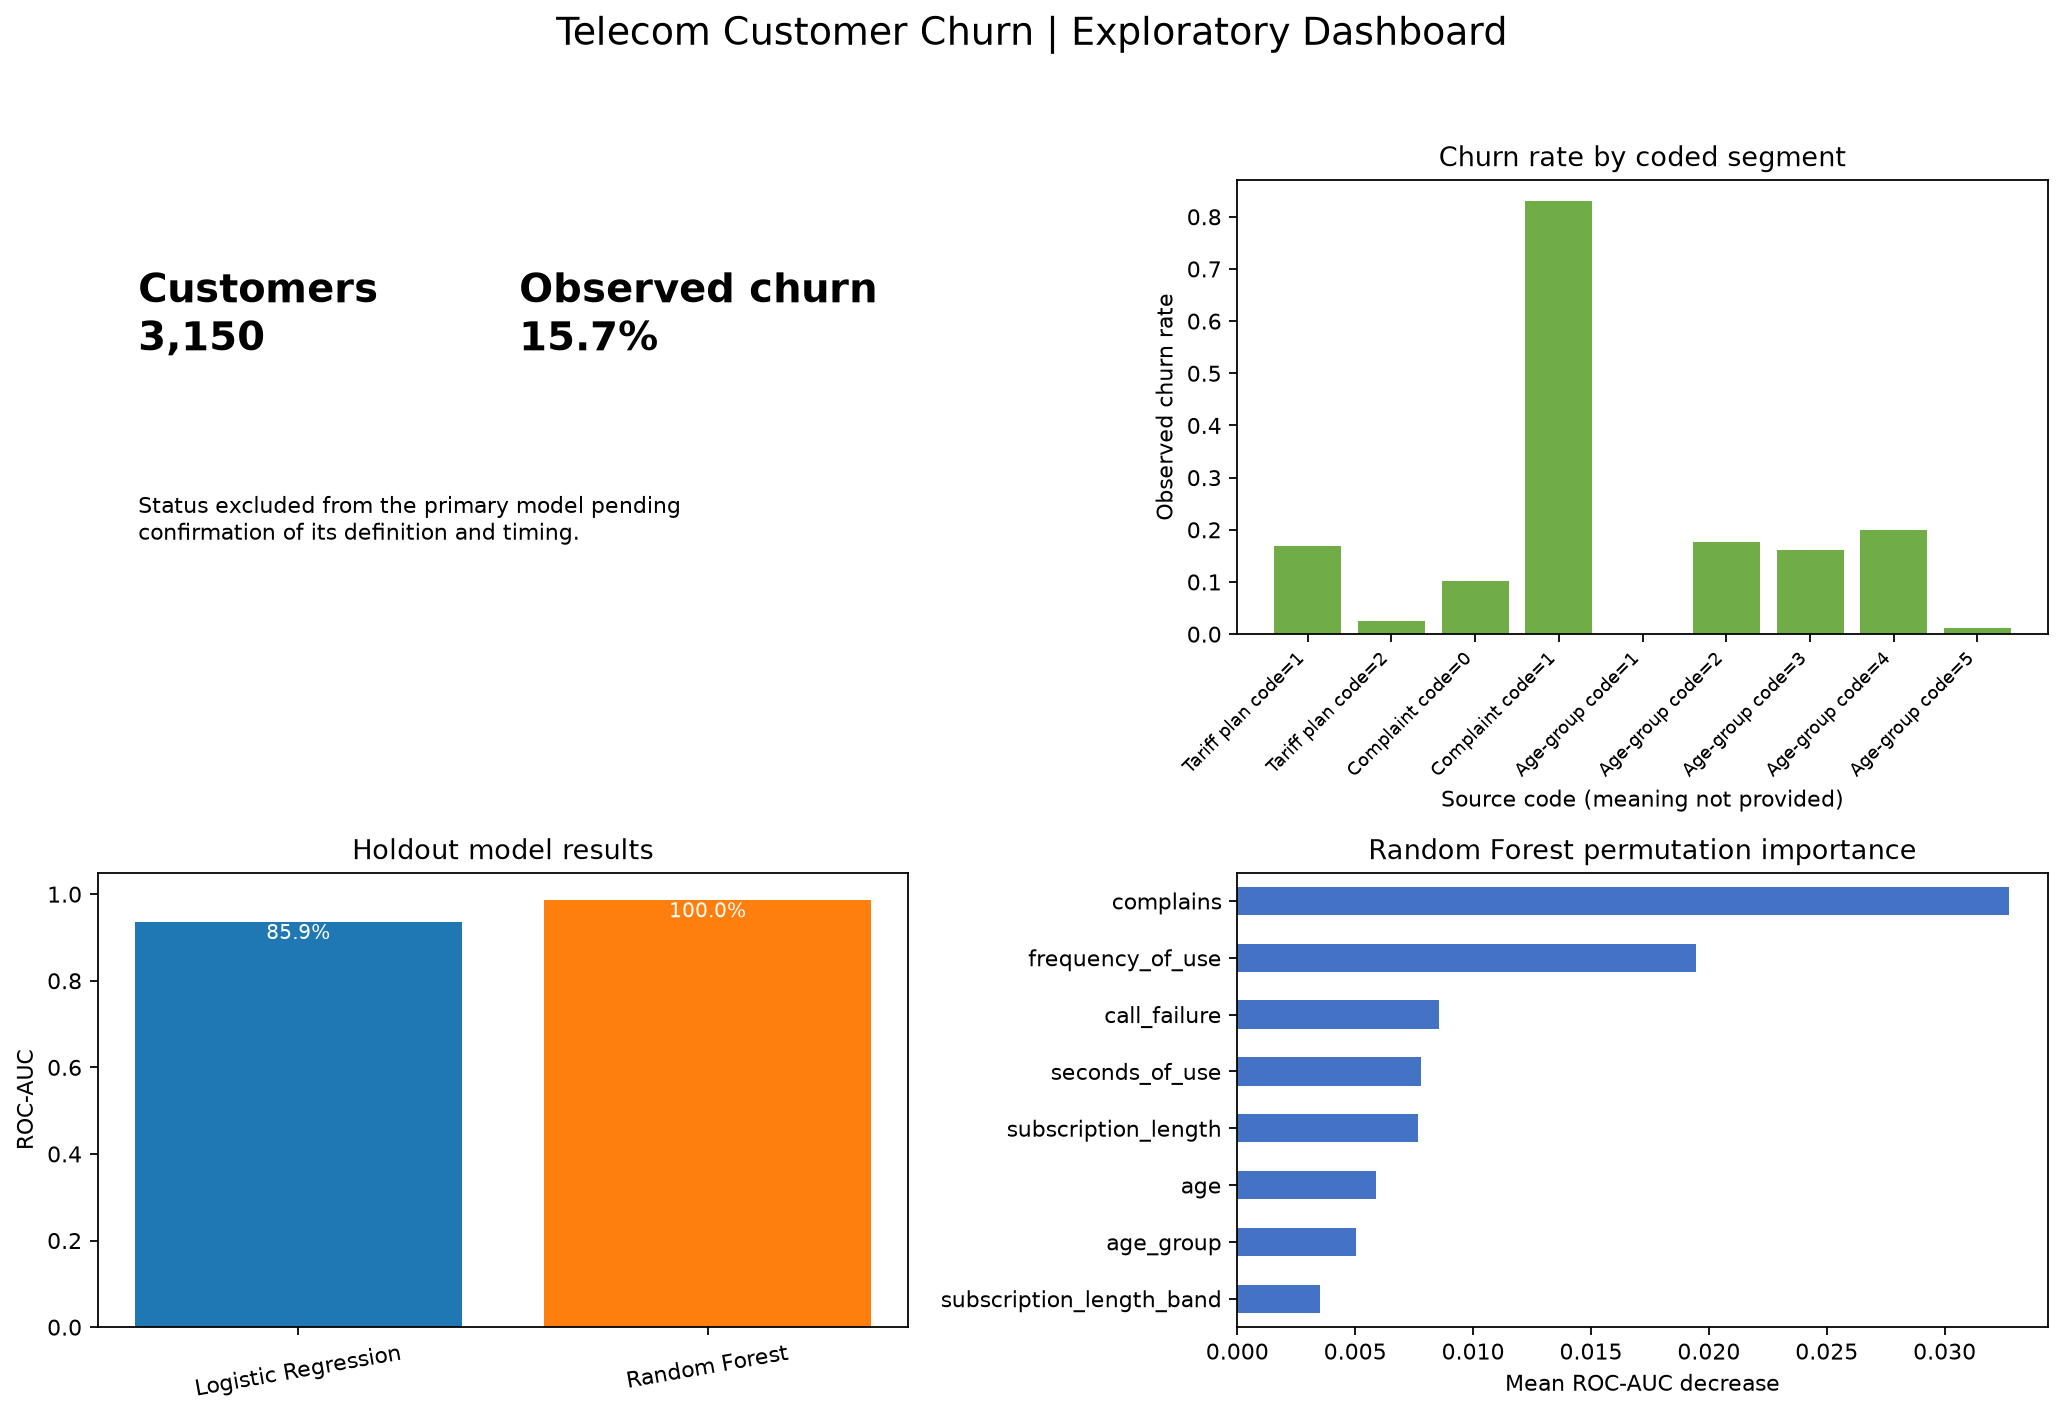 Telecom Customer Churn | Exploratory Dashboard
Customers
3,150
Observed churn
15.7%
Status excluded from the primary model pending
confirmation of its definition and timing.
Churn rate by coded segment
Observed churn rate
0.8
0.7
0.6
0.5
0.4
0.3
0.2
0.1
0.0
Tariff plan code=1
Tariff plan code=2
Complaint code=0
Complaint code=1
Age-group code=1
Age-group code=2
Age-group code=3
Age-group code=4
Age-group code=5
Source code (meaning not provided)
Holdout model results
ROC-AUC
1.0
0.8
0.6
0.4
0.2
0.0
85.9%
100.0%
Logistic Regression
Random Forest
Random Forest permutation importance
complains
frequency_of_use
call_failure
seconds_of_use
subscription_length
age
age_group
subscription_length_band
0.000
0.005
0.010
0.015
0.020
0.025
0.030
Mean ROC-AUC decrease